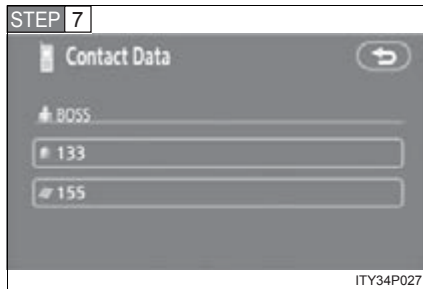 STEP 7
Contact Data
BOSS
133
155
ITY34P027